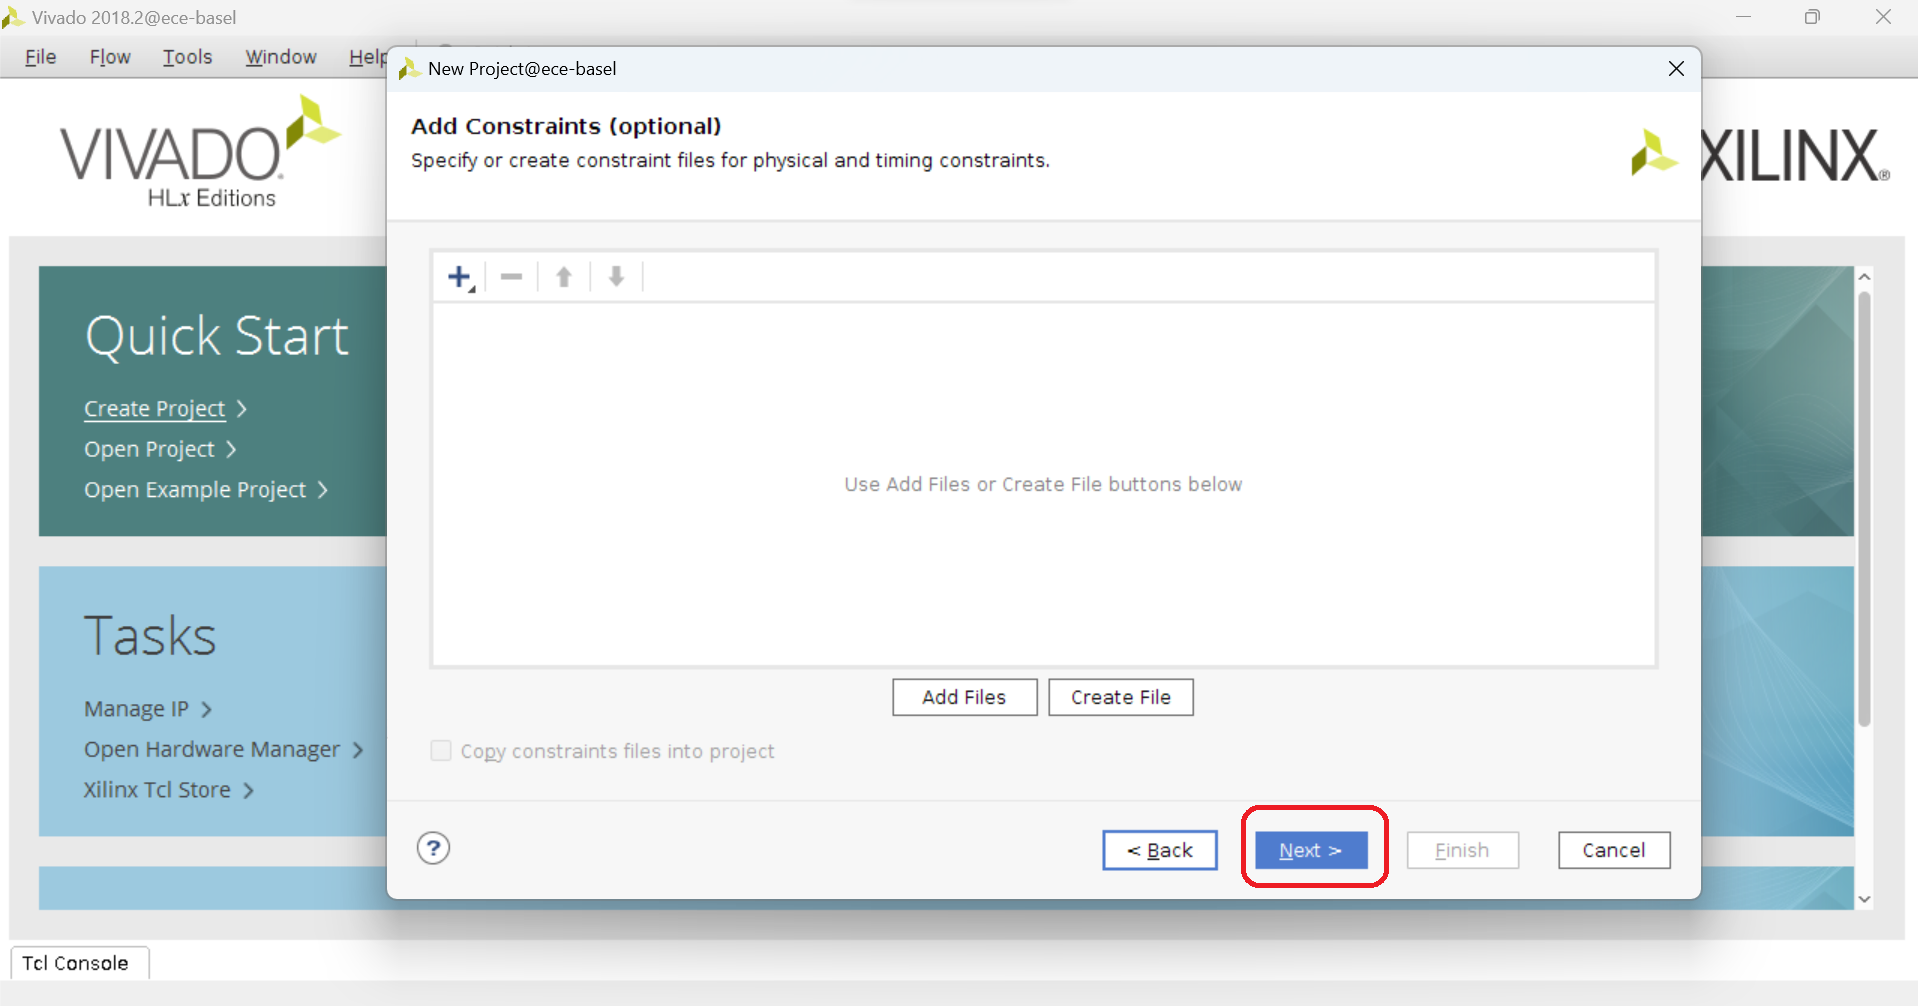 Vivado 2018.2@ece-basel
File Flow Tools Window Help
New Project@ece-basel
Add Constraints (optional)
Specify or create constraint files for physical and timing constraints.
VIVADO.
HLx Editions
XILINX®
Quick Start
Create Project >
Open Project >
Open Example Project >
Use Add Files or Create File buttons below
Tasks
Manage IP >
Open Hardware Manager >
Xilinx Tcl Store >
Add Files Create File
Copy constraints files into project
? < Back Next > Finish Cancel
Tcl Console